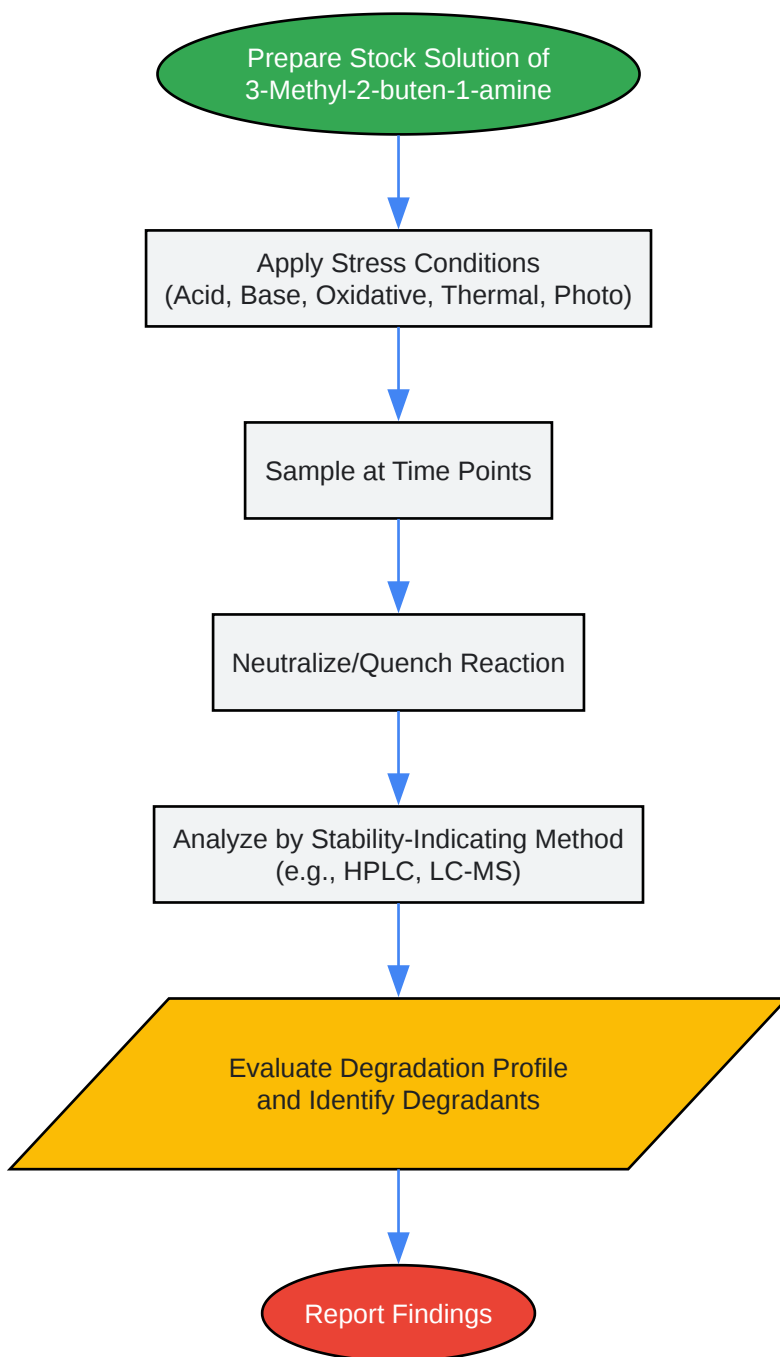 Prepare Stock Solution of
3-Methyl-2-buten-1-amine
Apply Stress Conditions
(Acid, Base, Oxidative, Thermal, Photo)
Sample at Time Points
Neutralize/Quench Reaction
Analyze by Stability-Indicating Method
(e.g., HPLC, LC-MS)
Evaluate Degradation Profile
and Identify Degradants
Report Findings